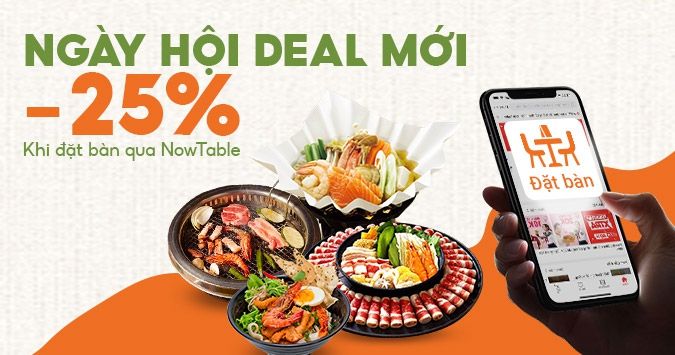 NGÀY HỘI DEAL MỚI
-25%
Khi đặt bàn qua NowTable
Đặt bàn